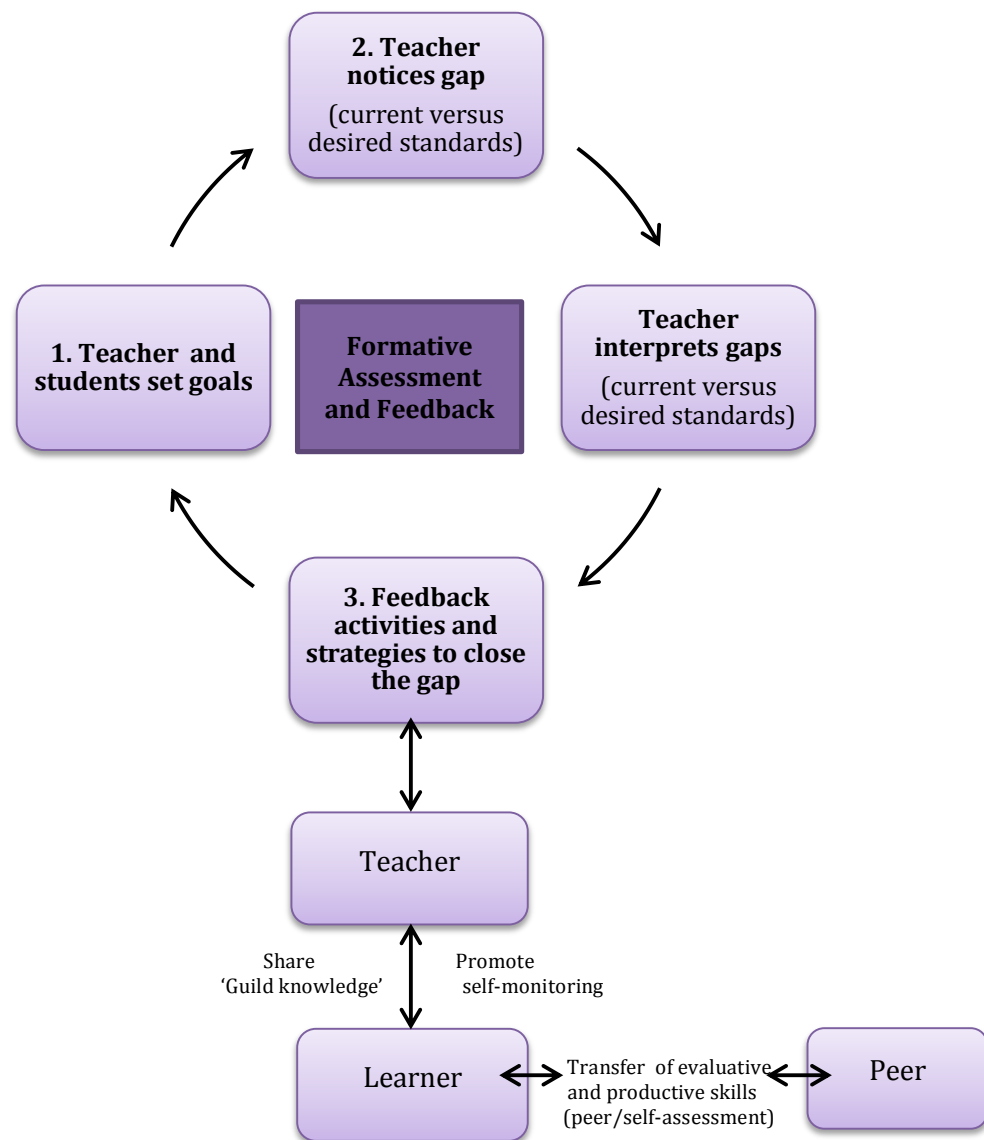 2. Teacher
notices gap
(current versus
desired standards)
1. Teacher and
students set goals
Formative
Assessment
and Feedback
Teacher
interprets gaps
(current versus
desired standards)
3. Feedback
activities and
strategies to close
the gap
Teacher
Share
‘Guild knowledge’
Promote
self-monitoring
Learner
Transfer of evaluative
and productive skills
(peer/self-assessment)
Peer